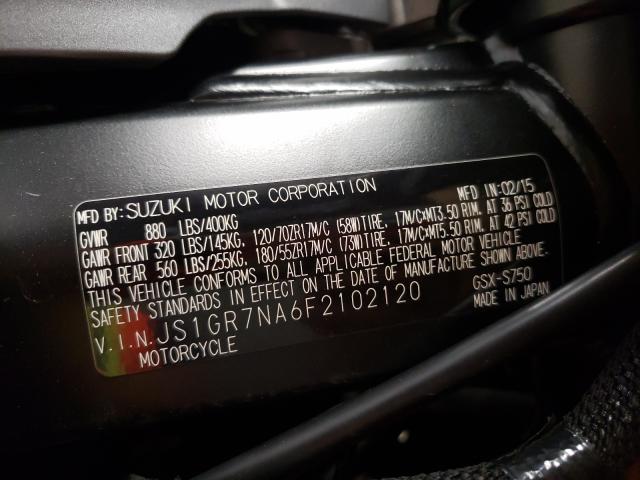 MFD BY:SUZUKI MOTOR CORPORATION MFD IN:02/15
GVWR 880 LBS/400KG
GAWR FRONT 320 LBS/145KG, 120/70ZR17M/C (58W)TIRE, 17M/C×MT3.50 RIM. AT 36 PSI COLD
GAWR REAR 560 LBS/255KG, 180/55ZR17M/C (73W)TIRE, 17M/C×MT5.50 RIM. AT 42 PSI COLD
THIS VEHICLE CONFORMS TO ALL APPLICABLE FEDERAL MOTOR VEHICLE
SAFETY STANDARDS IN EFFECT ON THE DATE OF MANUFACTURE SHOWN ABOVE.
V.I.N.JS1GR7NA6F2102120 GSX-S750
MOTORCYCLE MADE IN JAPAN